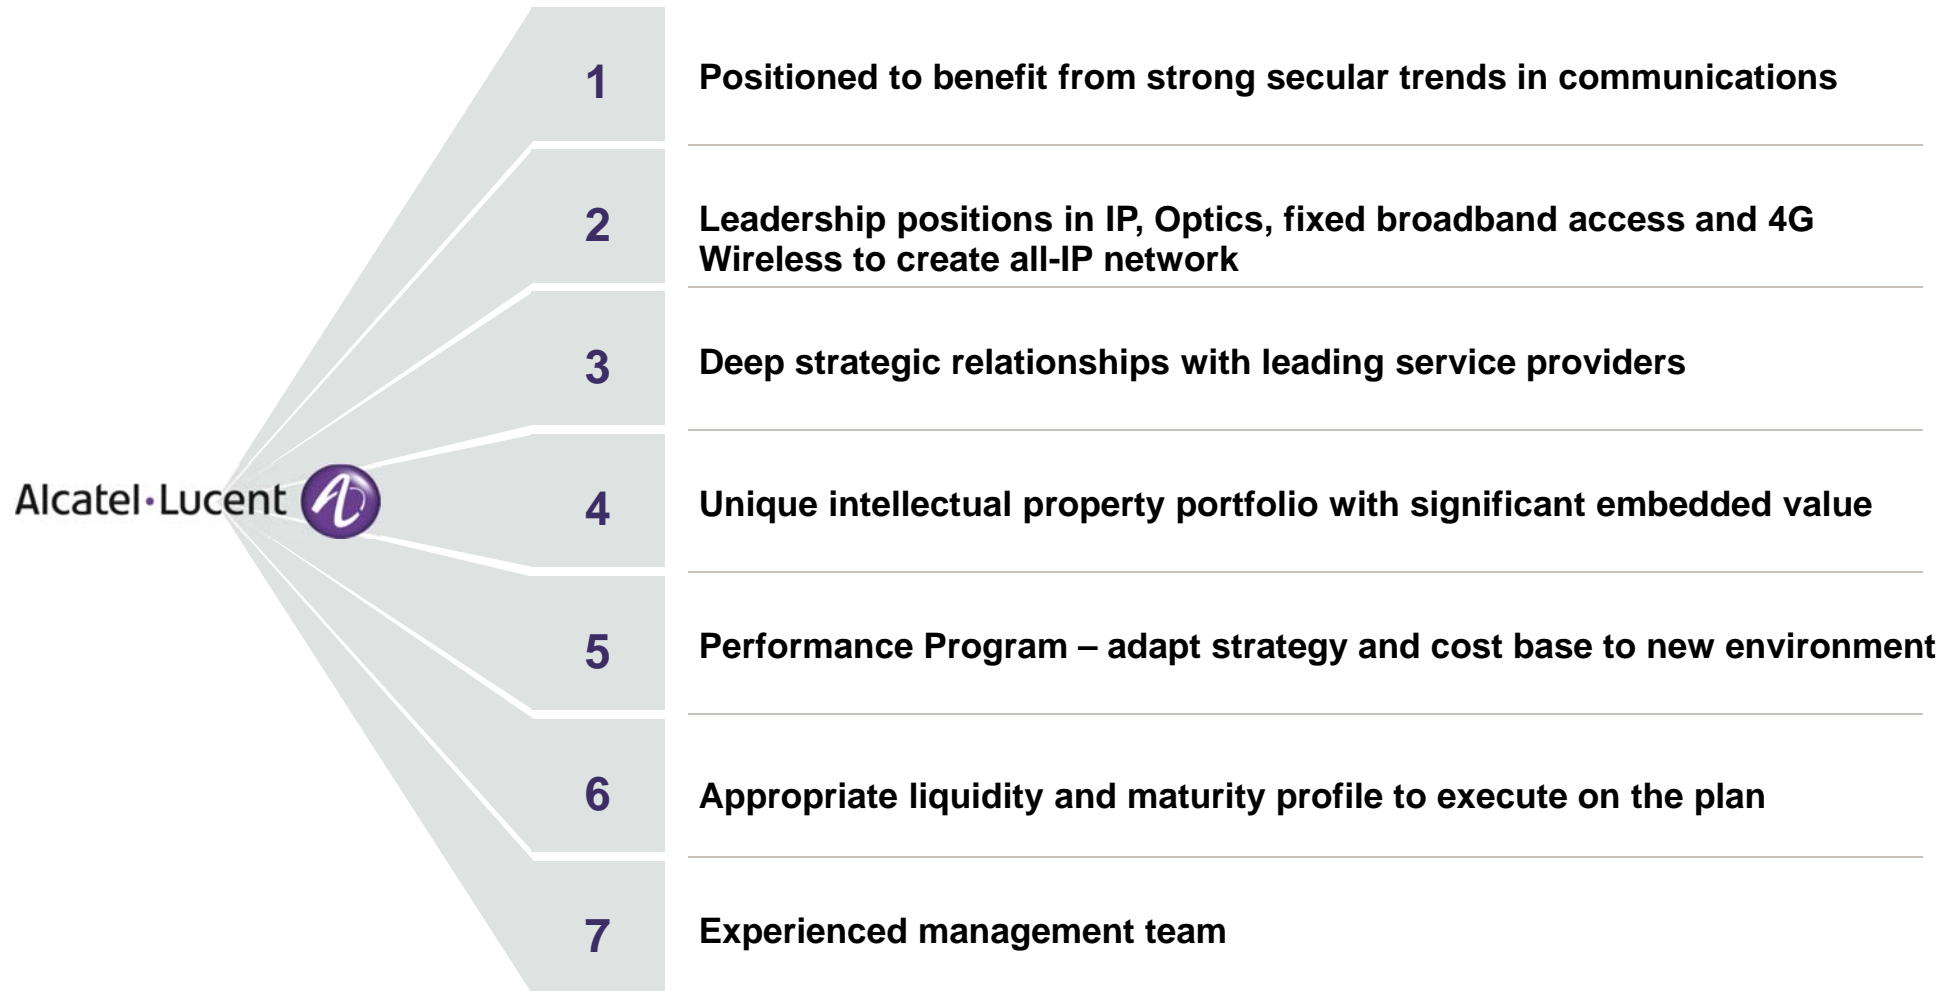 1
Positioned to benefit from strong secular trends in communications
2
Leadership positions in IP, Optics, fixed broadband access and 4G
Wireless to create all-IP network
3
Deep strategic relationships with leading service providers
Alcatel·Lucent
4
Unique intellectual property portfolio with significant embedded value
5
Performance Program – adapt strategy and cost base to new environment
6
Appropriate liquidity and maturity profile to execute on the plan
7
Experienced management team